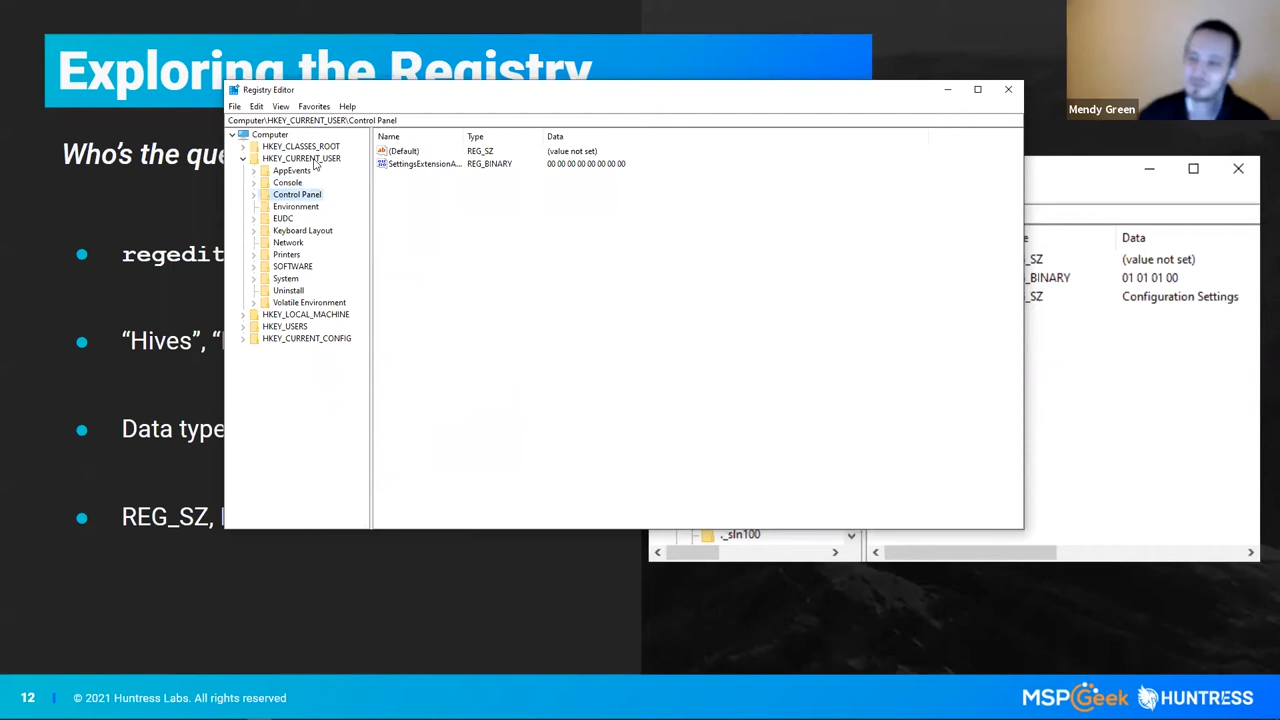 Exploring the Registry
Mendy Green
Who's the que
regedit
"Hives", "
Data type
REG_SZ,
Registry Editor
File Edit View Favorites Help
Computer\HKEY_CURRENT_USER\Control Panel
Computer
HKEY_CLASSES_ROOT
HKEY_CURRENT_USER
AppEvents
Console
Control Panel
Environment
EUDC
Keyboard Layout
Network
Printers
SOFTWARE
System
Uninstall
Volatile Environment
HKEY_LOCAL_MACHINE
HKEY_USERS
HKEY_CURRENT_CONFIG
Name Type Data
(Default) REG_SZ (value not set)
SettingsExtensionA... REG_BINARY 00 00 00 00 00 00 00 00
Data
_SZ (value not set)
_BINARY 01 01 01 00
_SZ Configuration Settings
._sln100
12 © 2021 Huntress Labs. All rights reserved
MSPGeek HUNTRESS